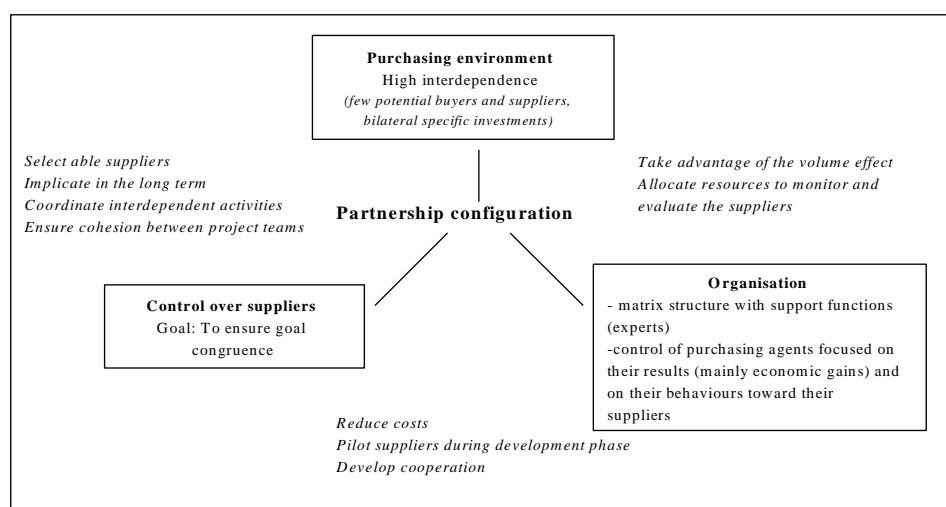 Purchasing environment
High interdependence
(few potential buyers and suppliers,
bilateral specific investments)
Select able suppliers
Implicate in the long term
Coordinate interdependent activities
Ensure cohesion between project teams
Take advantage of the volume effect
Allocate resources to monitor and
evaluate the suppliers
Partnership configuration
Control over suppliers
Goal: To ensure goal
congruence
Organisation
- matrix structure with support functions
(experts)
-control of purchasing agents focused on
their results (mainly economic gains) and
on their behaviours toward their
suppliers
Reduce costs
Pilot suppliers during development phase
Develop cooperation